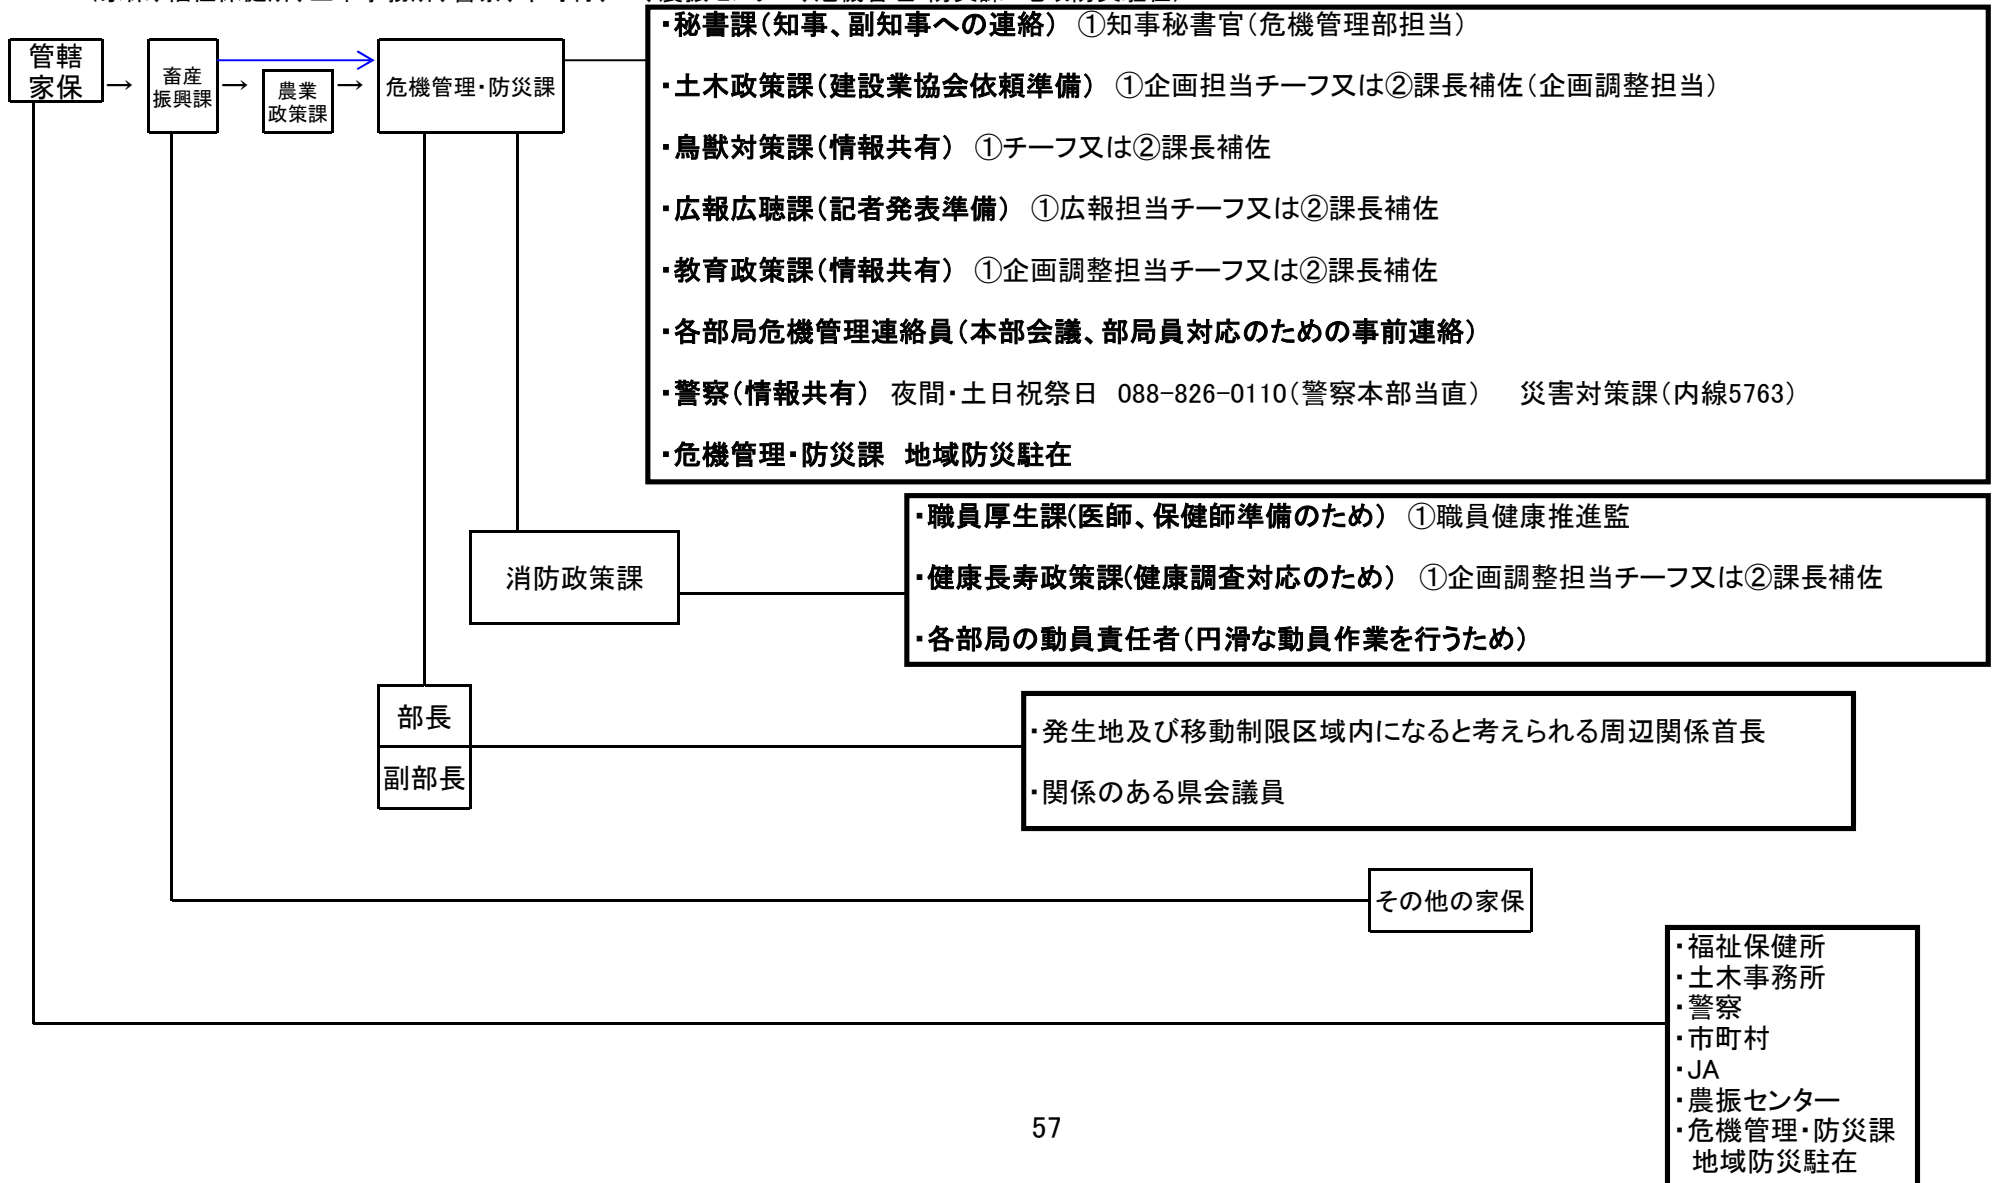 ・秘書課（知事、副知事への連絡） ①知事秘書官（危機管理部担当）
管轄
家保
→
畜産
振興課
→
農業
政策課
→
危機管理・防災課
・土木政策課（建設業協会依頼準備） ①企画担当チーフ又は②課長補佐（企画調整担当）
・鳥獣対策課（情報共有） ①チーフ又は②課長補佐
・広報広聴課（記者発表準備） ①広報担当チーフ又は②課長補佐
・教育政策課（情報共有） ①企画調整担当チーフ又は②課長補佐
・各部局危機管理連絡員（本部会議、部局員対応のための事前連絡）
・警察（情報共有） 夜間・土日祝祭日 088-826-0110（警察本部当直） 災害対策課（内線5763）
・危機管理・防災課 地域防災駐在
消防政策課
・職員厚生課(医師、保健師準備のため） ①職員健康推進監
・健康長寿政策課(健康調査対応のため） ①企画調整担当チーフ又は②課長補佐
・各部局の動員責任者（円滑な動員作業を行うため）
部長
副部長
・発生地及び移動制限区域内になると考えられる周辺関係首長
・関係のある県会議員
その他の家保
・福祉保健所
・土木事務所
・警察
・市町村
・JA
・農振センター
・危機管理・防災課
地域防災駐在
57